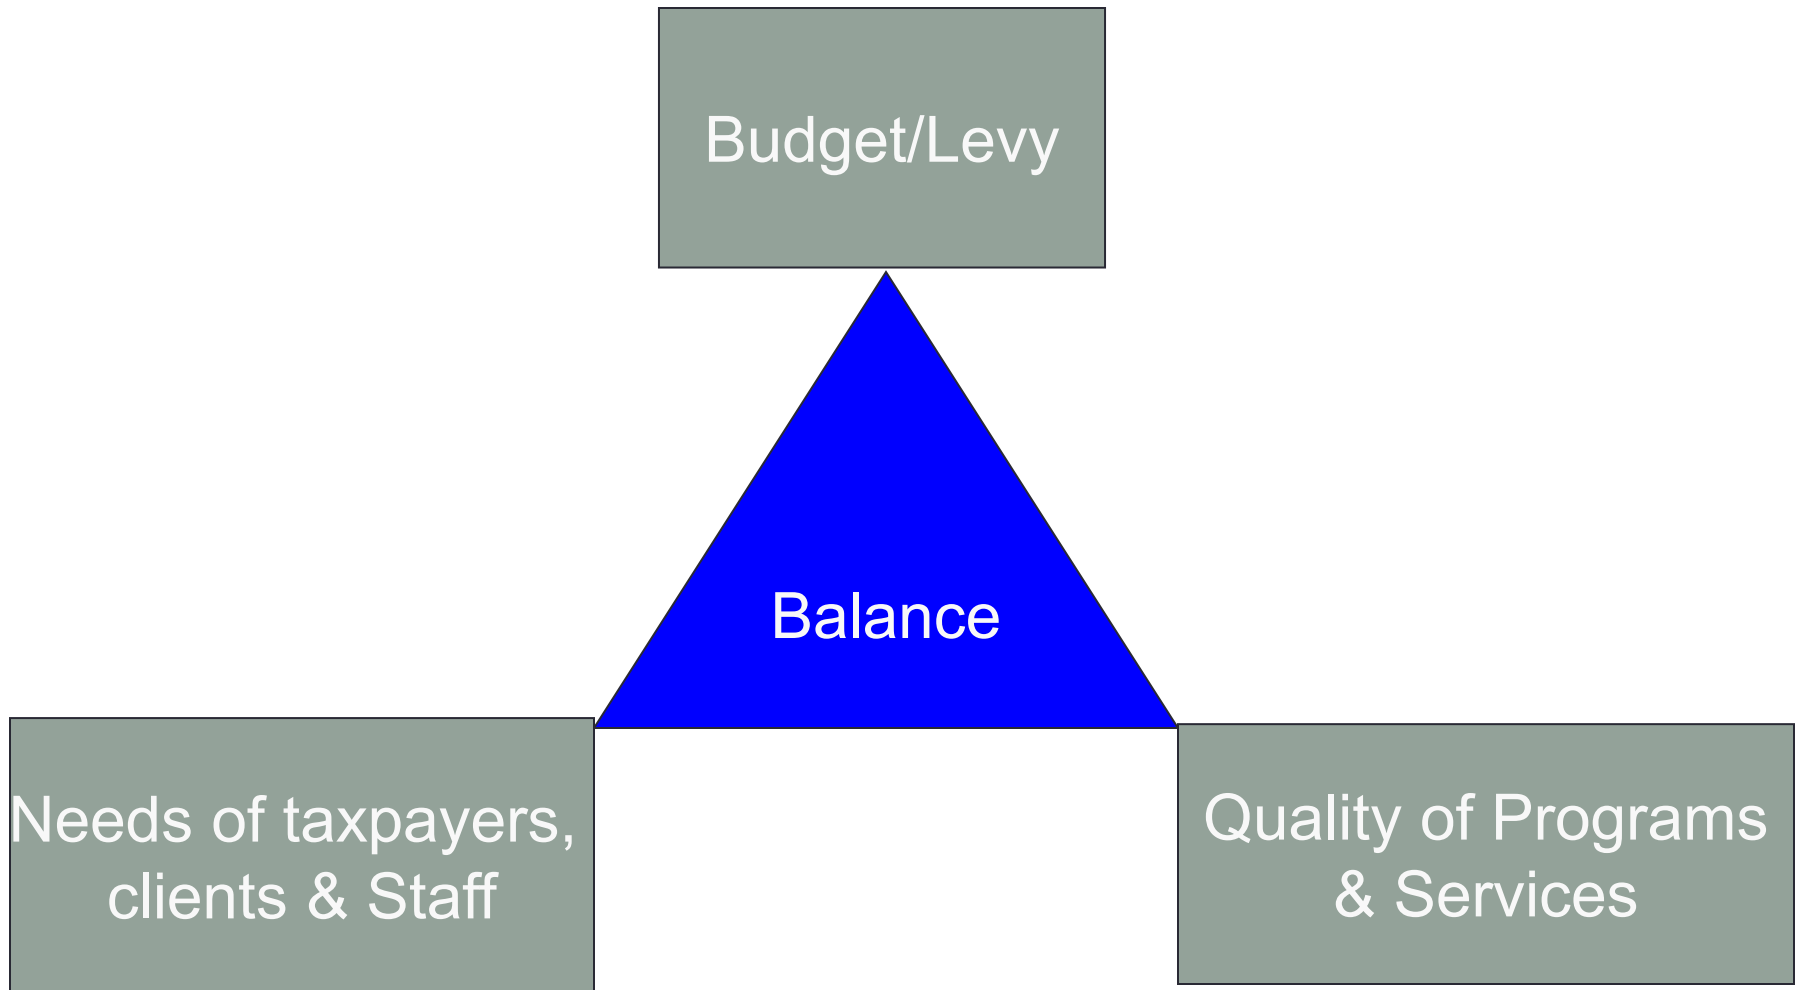 Budget/Levy
Balance
Needs of taxpayers,
clients & Staff
Quality of Programs
& Services